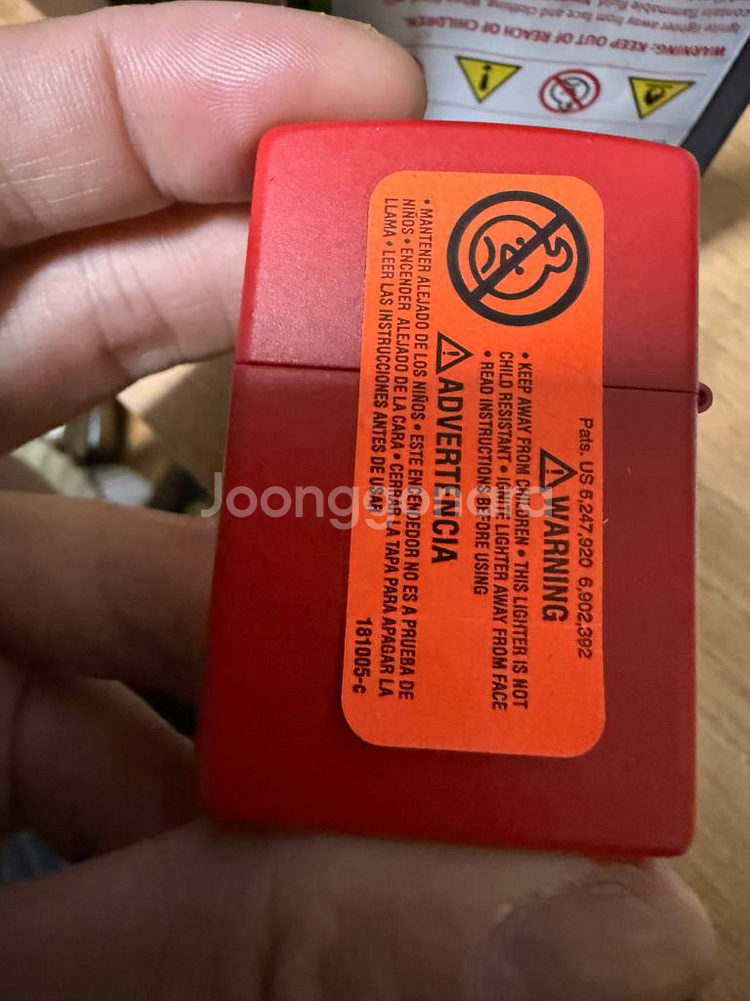 WARNING: KEEP OUT OF REACH OF CHILDREN.
Pats. US 6,247,920 6,902,392
⚠WARNING
• KEEP AWAY FROM CHILDREN • THIS LIGHTER IS NOT
CHILD RESISTANT • IGNITE LIGHTER AWAY FROM FACE
• READ INSTRUCTIONS BEFORE USING
⚠ADVERTENCIA
• MANTENER ALEJADO DE LOS NIÑOS • ESTE ENCENDEDOR NO ES A PRUEBA DE
NIÑOS • ENCENDER ALEJADO DE LA CARA • CERRAR LA TAPA PARA APAGAR LA
LLAMA • LEER LAS INSTRUCCIONES ANTES DE USAR
181005-c
Joonggonara